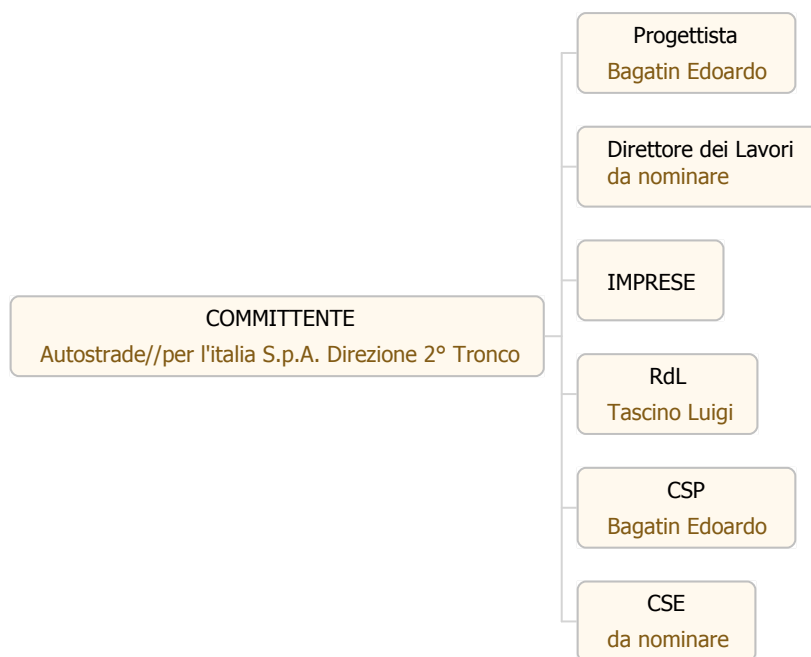 Progettista
Bagatin Edoardo
Direttore dei Lavori
da nominare
IMPRESE
COMMITTENTE
Autostrade//per l'italia S.p.A. Direzione 2° Tronco
RdL
Tascino Luigi
CSP
Bagatin Edoardo
CSE
da nominare